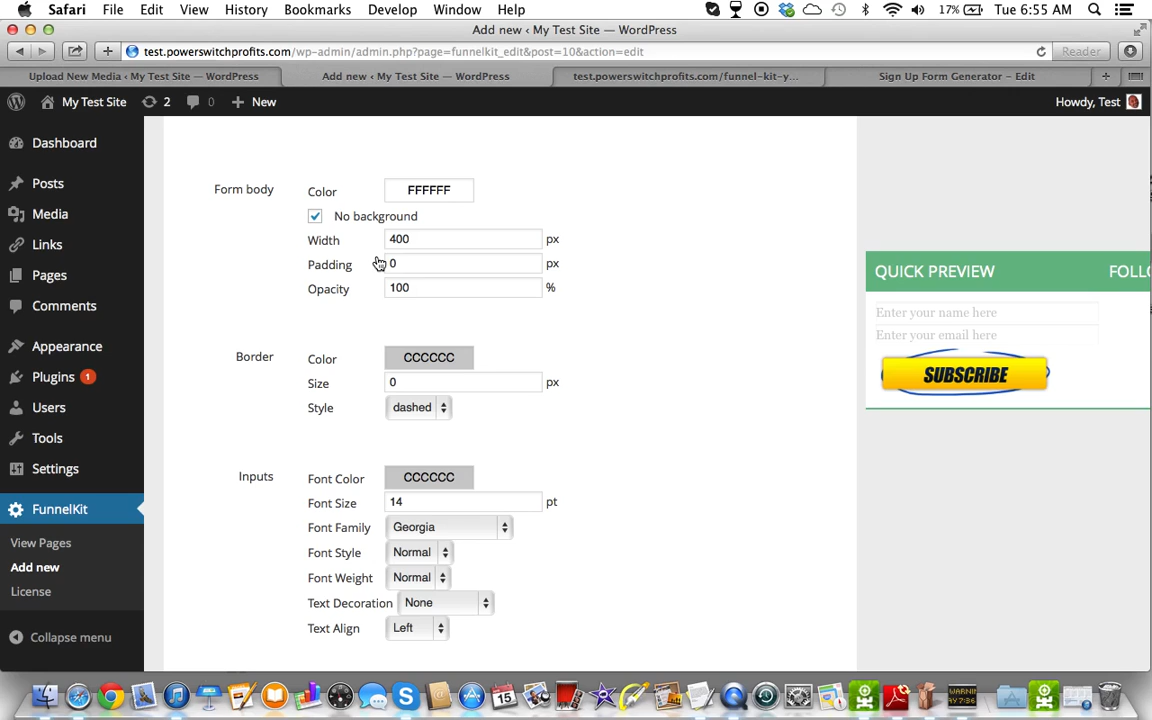 Safari File Edit View History Bookmarks Develop Window Help 17% Tue 6:55 AM
Add new ‹ My Test Site — WordPress
test.powerswitchprofits.com/wp-admin/admin.php?page=funnelkit_edit&post=10&action=edit Reader
Upload New Media ‹ My Test Site — WordPress Add new ‹ My Test Site — WordPress test.powerswitchprofits.com/funnel-kit-y... Sign Up Form Generator – Edit
My Test Site 2 0 New Howdy, Test
Dashboard
Posts
Media
Links
Pages
Comments
Appearance
Plugins 1
Users
Tools
Settings
FunnelKit
View Pages
Add new
License
Collapse menu
Form body Color FFFFFF
No background
Width 400 px
Padding 0 px
Opacity 100 %
Border Color CCCCCC
Size 0 px
Style dashed
Inputs Font Color CCCCCC
Font Size 14 pt
Font Family Georgia
Font Style Normal
Font Weight Normal
Text Decoration None
Text Align Left
QUICK PREVIEW FOLL
Enter your name here
Enter your email here
SUBSCRIBE